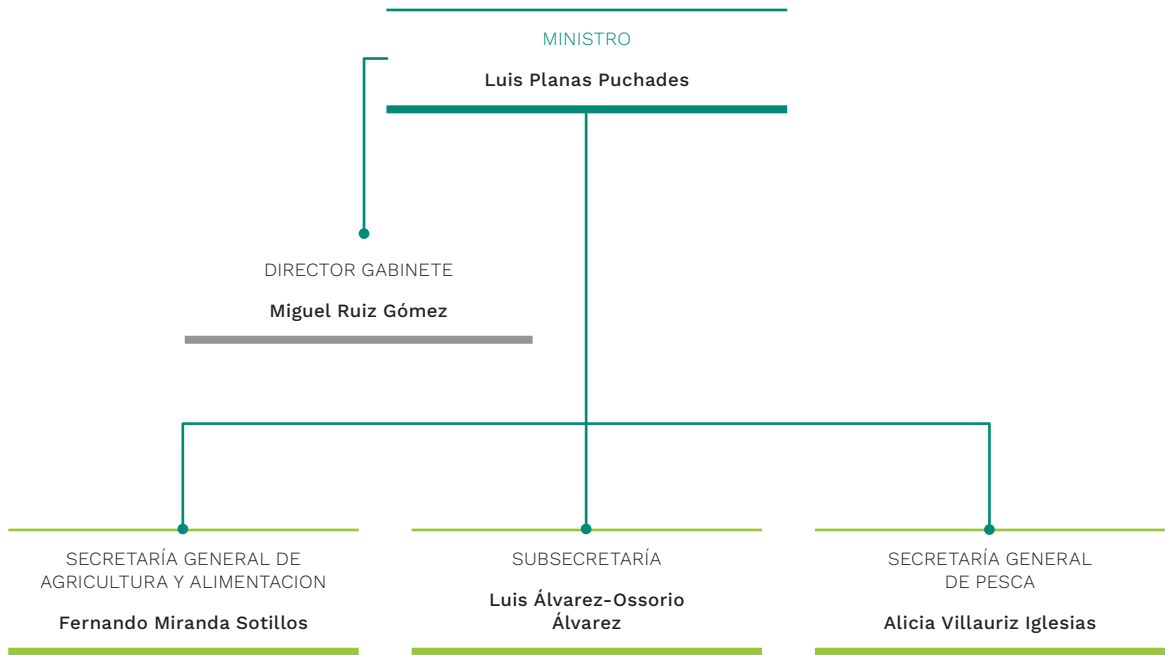 MINISTRO
Luis Planas Puchades
DIRECTOR GABINETE
Miguel Ruiz Gómez
SECRETARÍA GENERAL DE
AGRICULTURA Y ALIMENTACION
Fernando Miranda Sotillos
SUBSECRETARÍA
Luis Álvarez-Ossorio
Álvarez
SECRETARÍA GENERAL
DE PESCA
Alicia Villauriz Iglesias